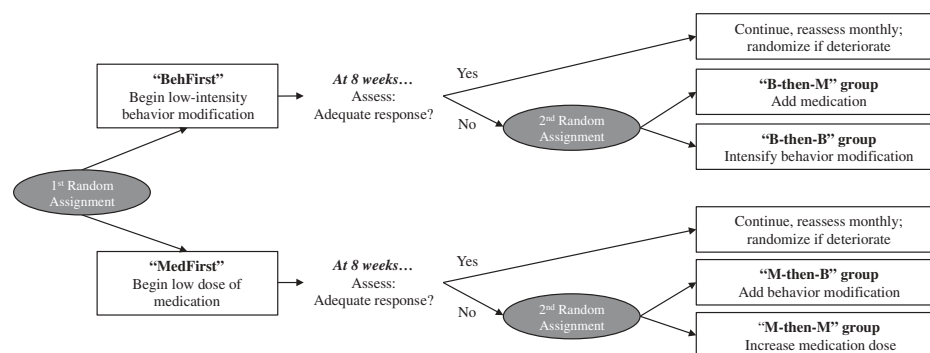 Continue, reassess monthly;
randomize if deteriorate
“BehFirst”
Begin low-intensity
behavior modification
At 8 weeks…
Assess:
Adequate response?
Yes
No
2nd Random
Assignment
“B-then-M” group
Add medication
“B-then-B” group
Intensify behavior modification
1st Random
Assignment
Continue, reassess monthly;
randomize if deteriorate
“MedFirst”
Begin low dose of
medication
At 8 weeks…
Assess:
Adequate response?
Yes
No
2nd Random
Assignment
“M-then-B” group
Add behavior modification
“M-then-M” group
Increase medication dose